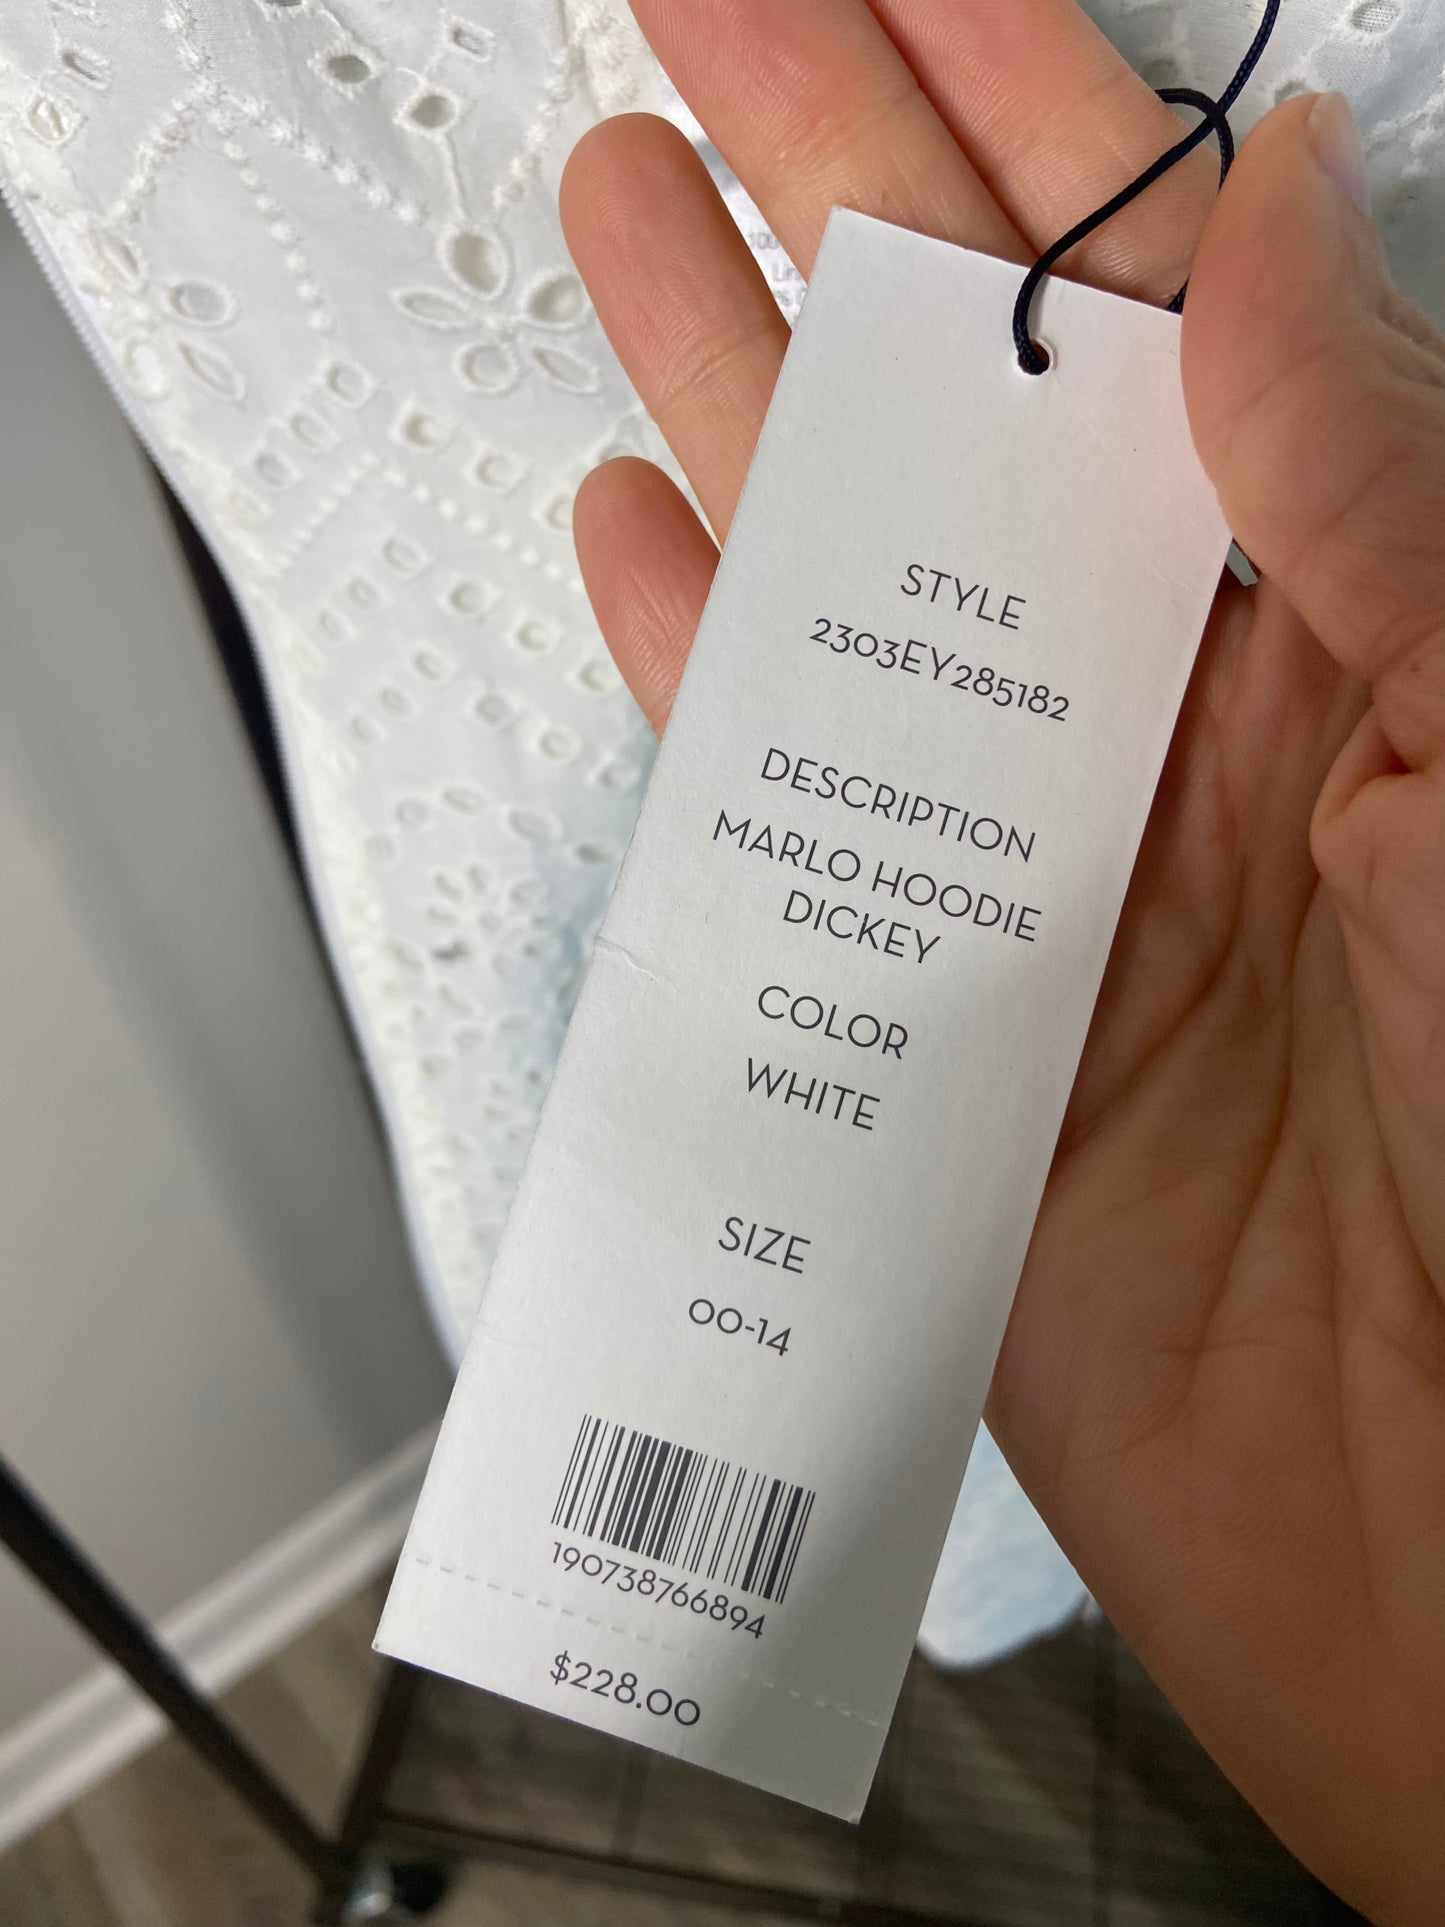 STYLE
2303EY285182
DESCRIPTION
MARLO HOODIE
DICKEY
COLOR
WHITE
SIZE
00-14
190738766894
$228.00